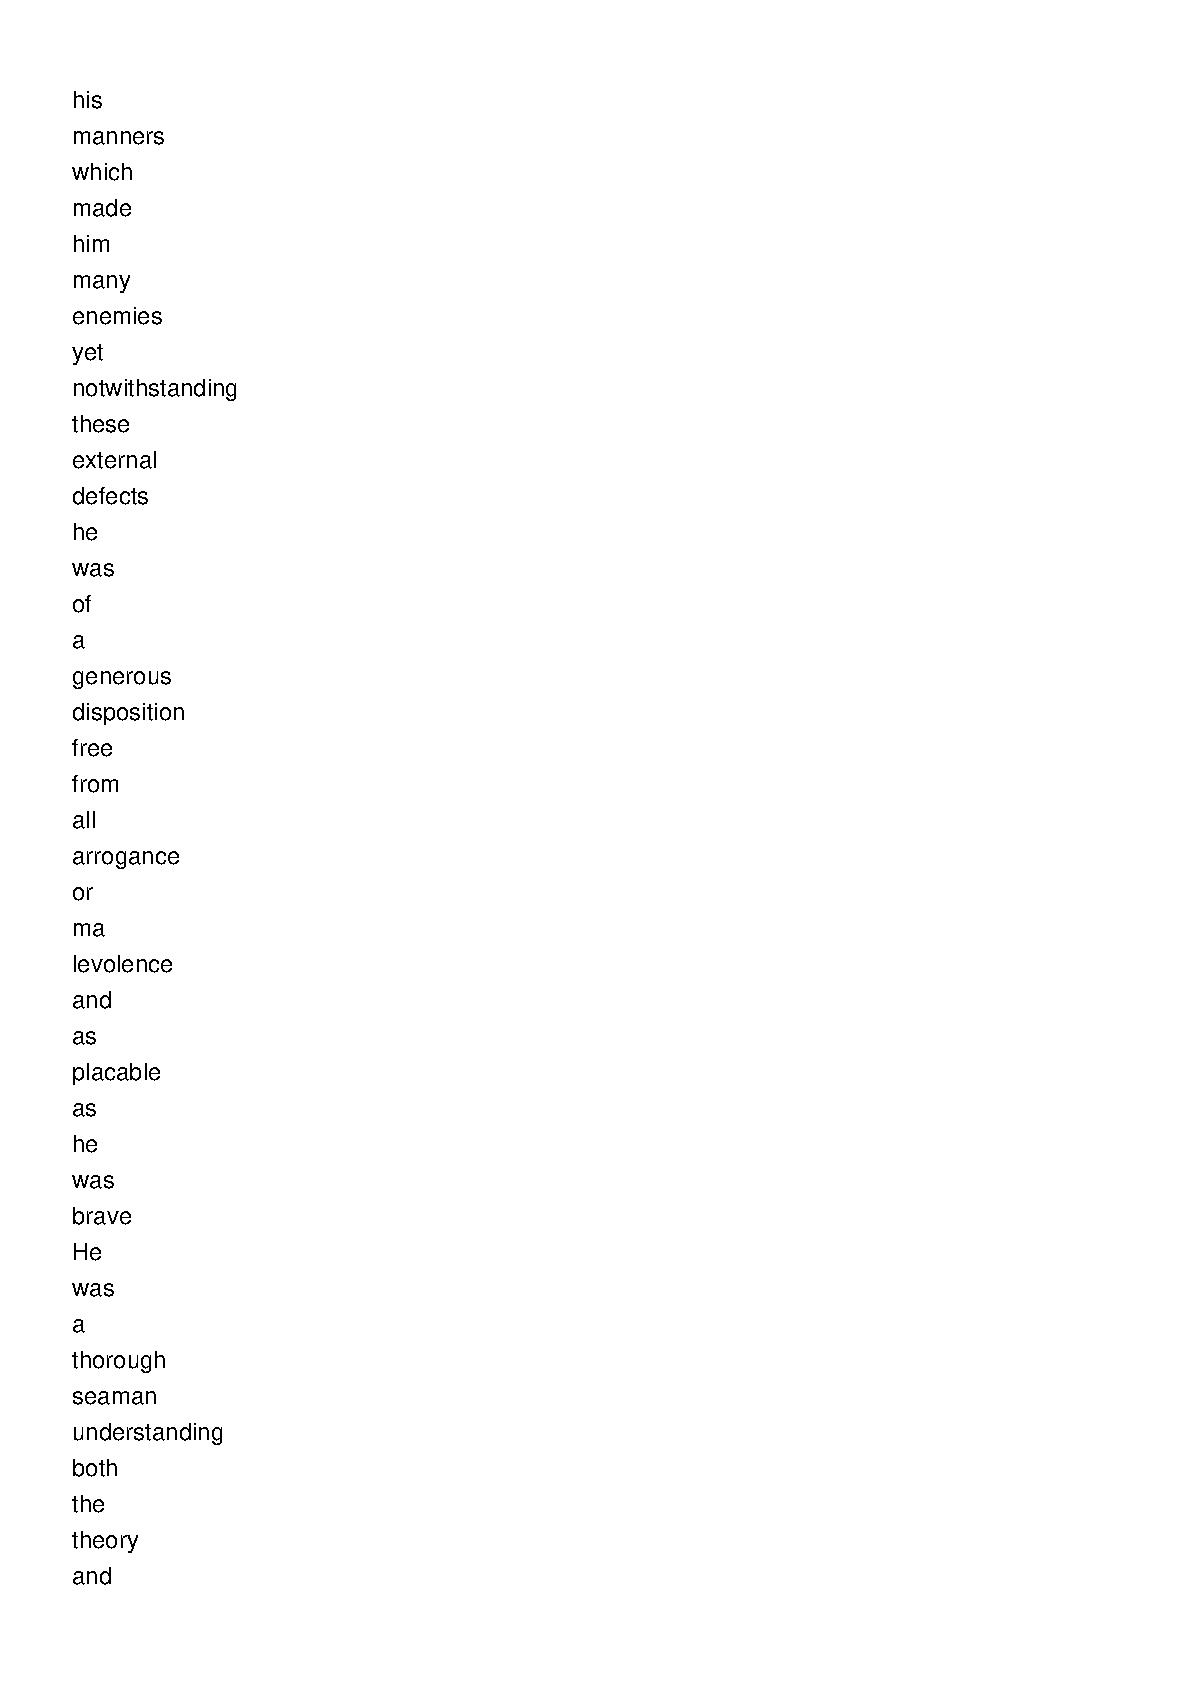 his
manners
which
made
him
many
enemies
yet
notwithstanding
these
external
defects
he
was
of
a
generous
disposition
free
from
all
arrogance
or
ma
levolence
and
as
placable
as
he
was
brave
He
was
a
thorough
seaman
understanding
both
the
theory
and